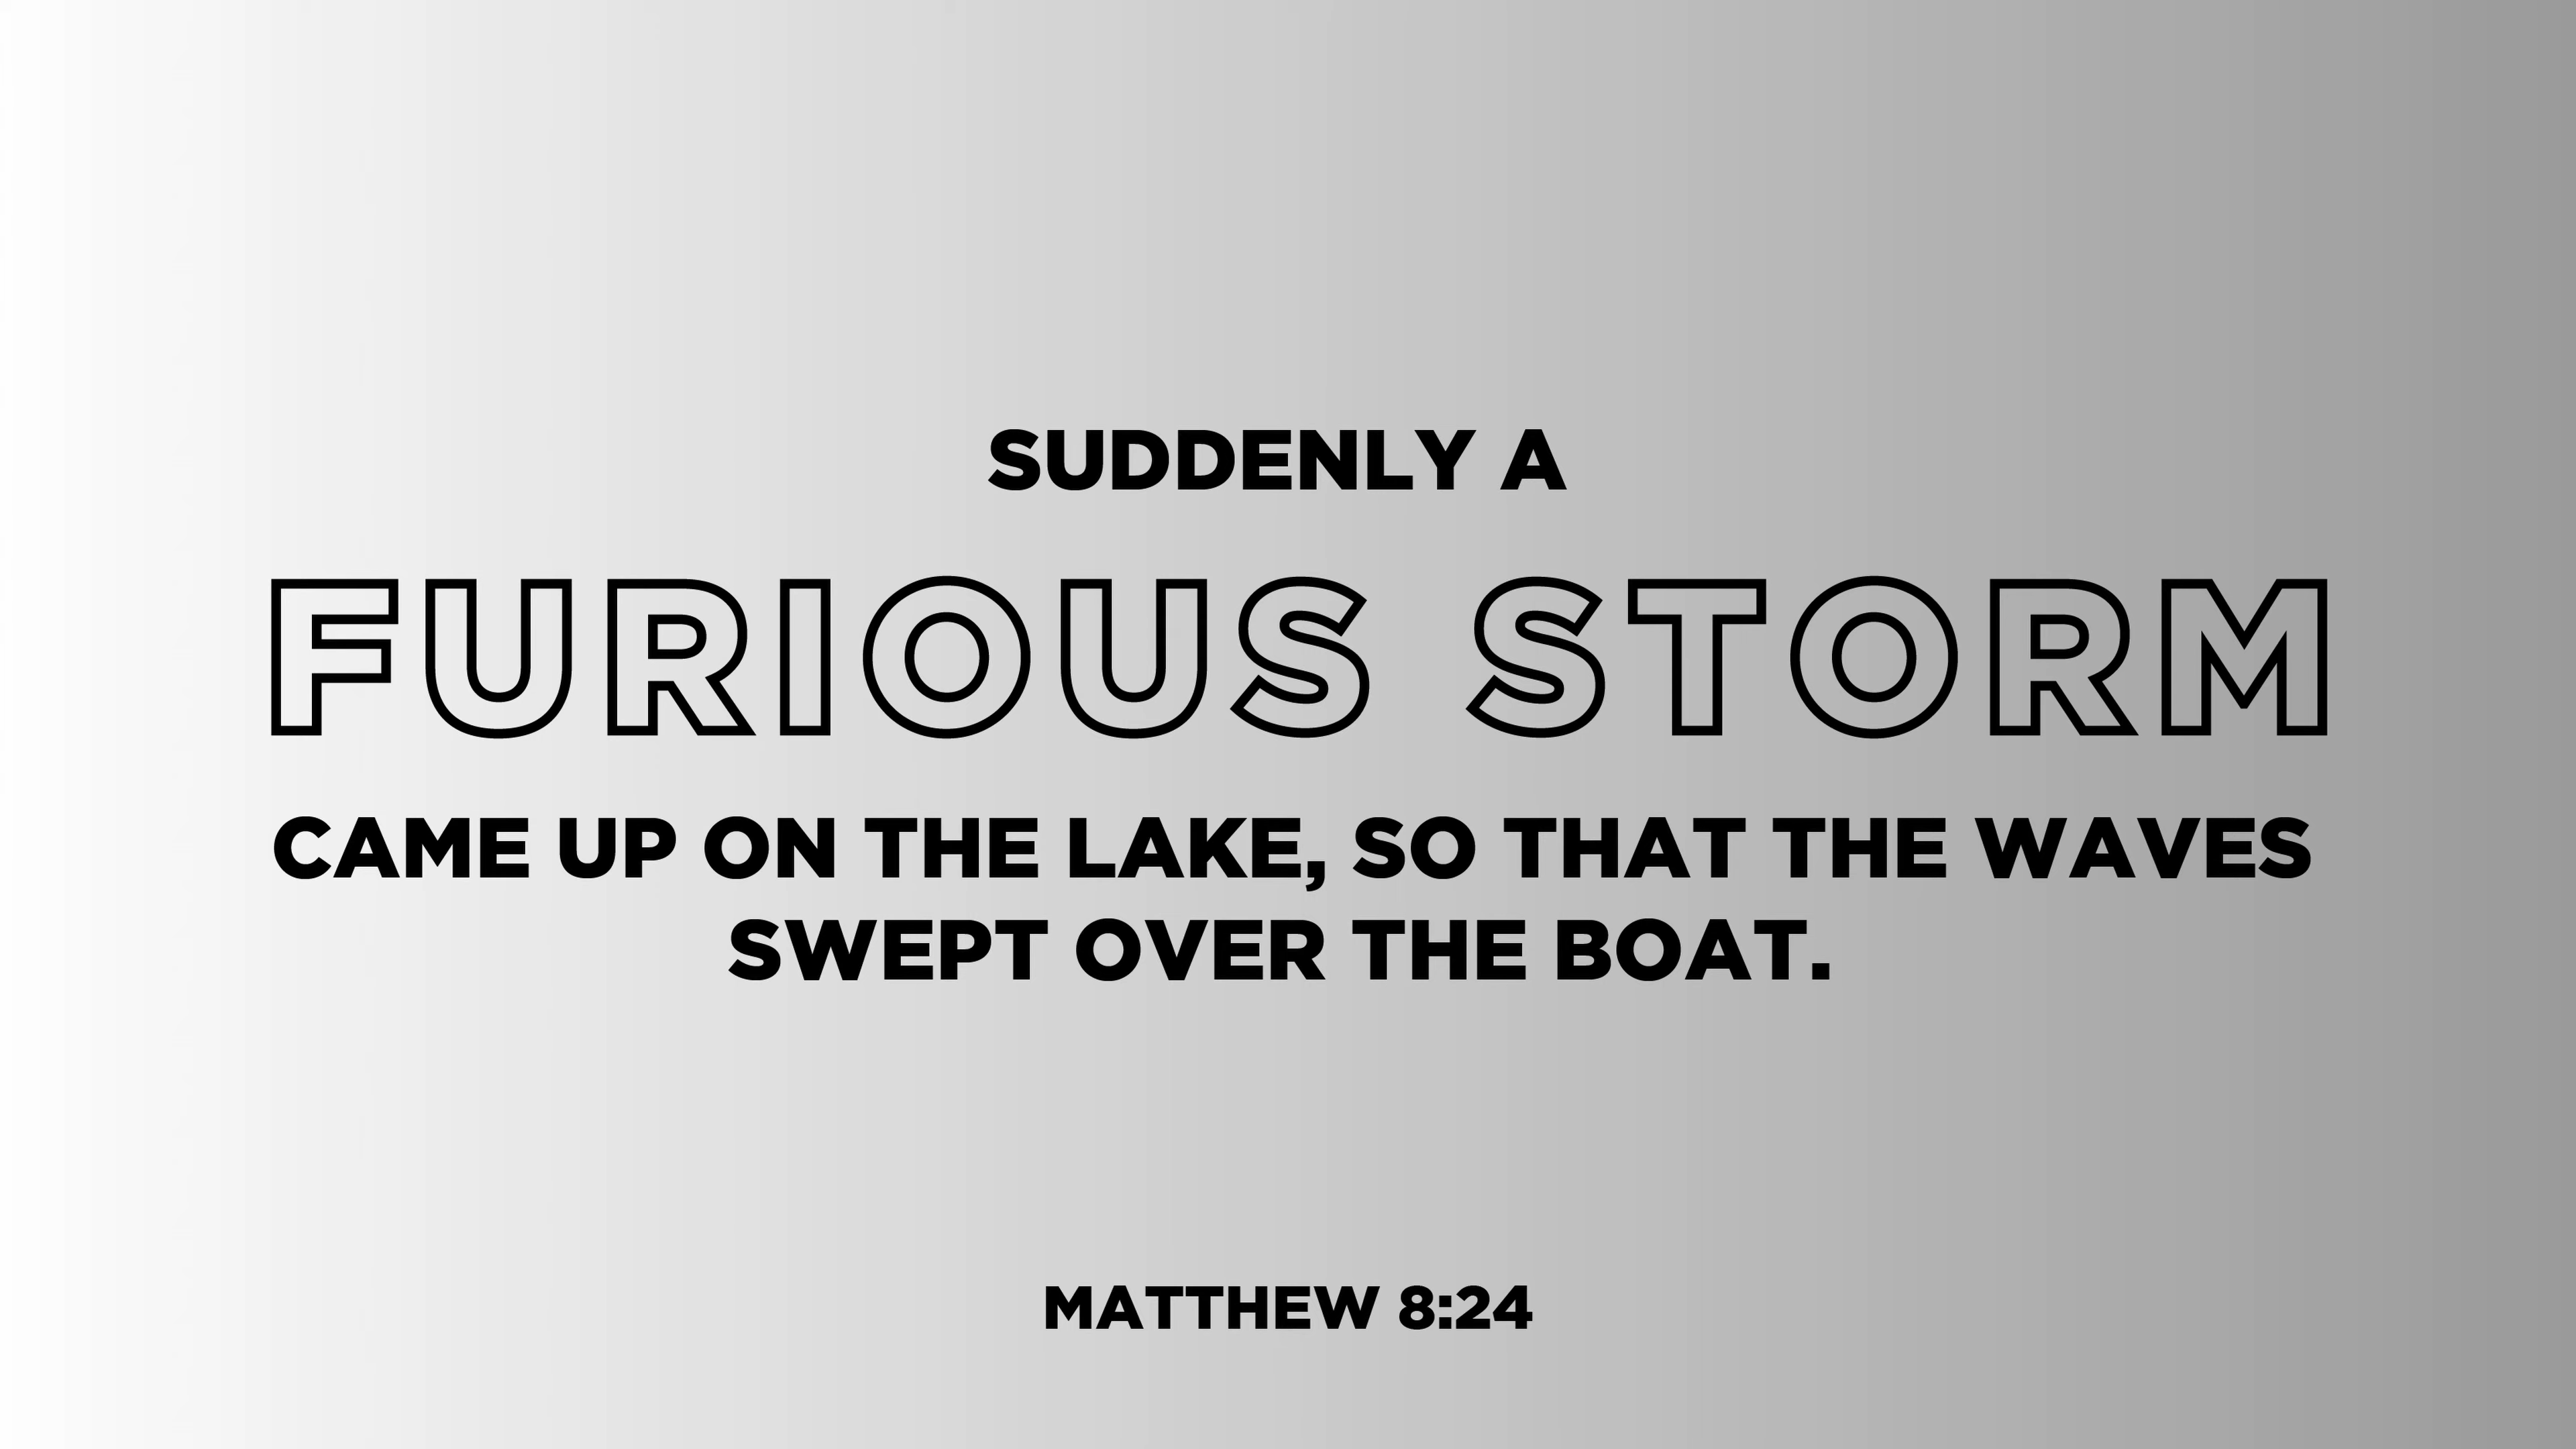 SUDDENLY A
FURIOUS STORM
CAME UP ON THE LAKE, SO THAT THE WAVES
SWEPT OVER THE BOAT.
MATTHEW 8:24